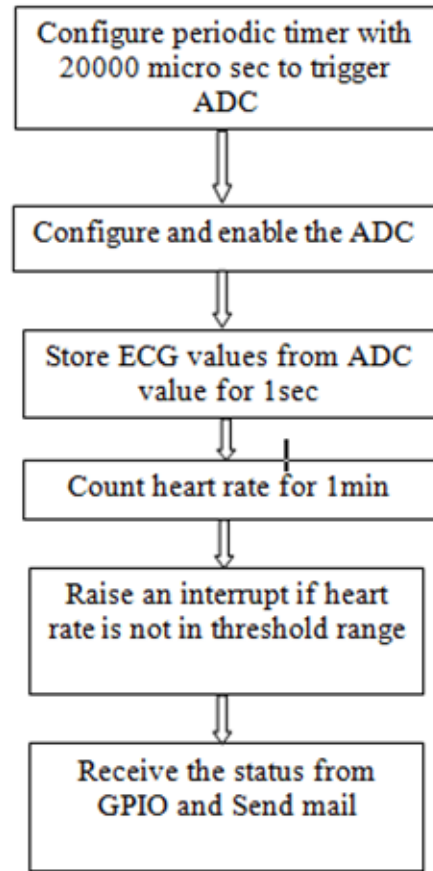 Configure periodic timer with
20000 micro sec to trigger
ADC
Configure and enable the ADC
Store ECG values from ADC
value for 1sec
Count heart rate for 1min
Raise an interrupt if heart
rate is not in threshold range
Receive the status from
GPIO and Send mail